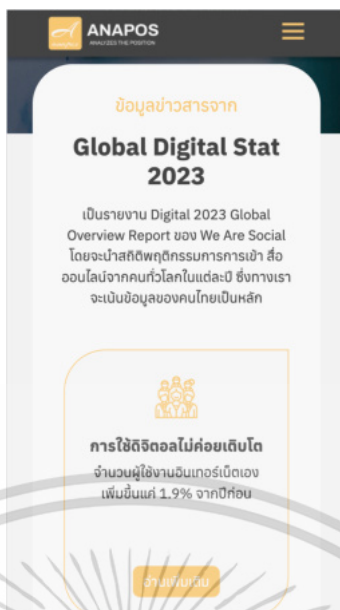 ANAPOS
ANALYZES THE POSITION
ข้อมูลข่าวสารจาก
Global Digital Stat
2023
เป็นรายงาน Digital 2023 Global
Overview Report ของ We Are Social
โดยจะนำสถิติพฤติกรรมการการเข้า สื่อ
ออนไลน์จากคนทั่วโลกในแต่ละปี ซึ่งทางเรา
จะเน้นข้อมูลของคนไทยเป็นหลัก
การใช้ดิจิตอลไม่ค่อยเติบโต
จำนวนผู้ใช้งานอินเทอร์เน็ตเอง
เพิ่มขึ้นแค่ 1.9% จากปีก่อน
อ่านเพิ่มเติม